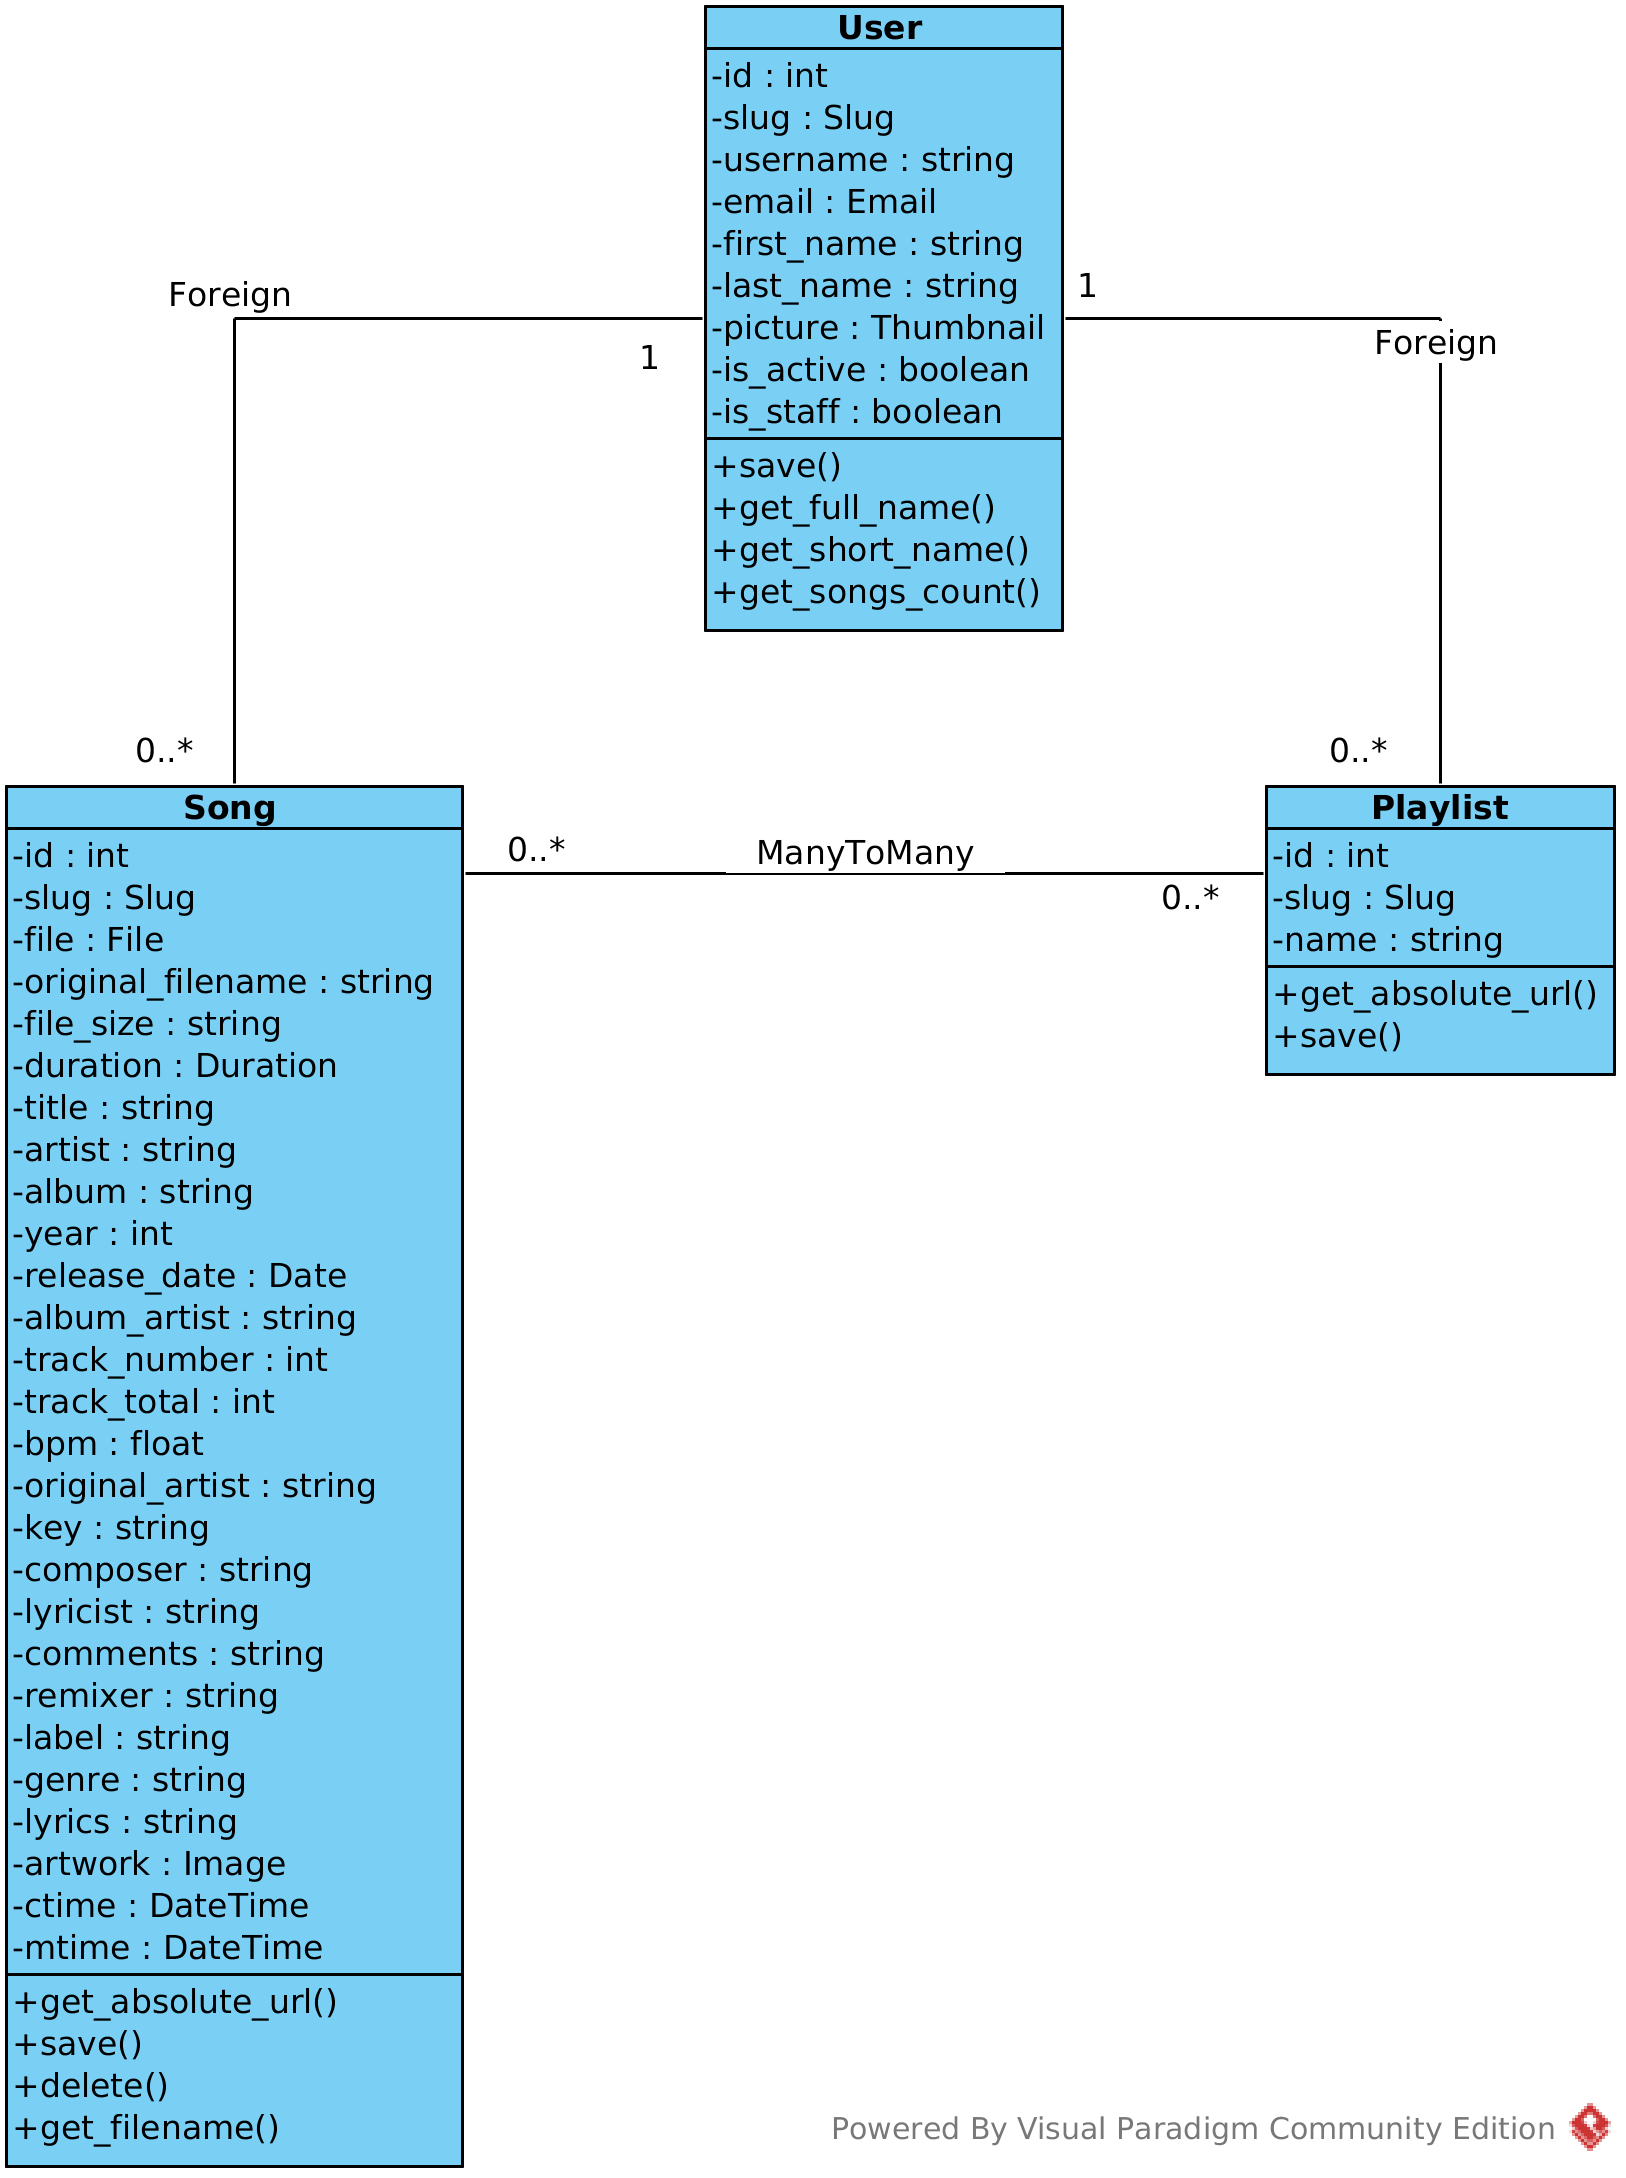 User
-id : int
-slug : Slug
-username : string
-email : Email
-first_name : string
-last_name : string
-picture : Thumbnail
-is_active : boolean
-is_staff : boolean
+save()
+get_full_name()
+get_short_name()
+get_songs_count()
Foreign
1
0..*
1
Foreign
0..*
Song
-id : int
-slug : Slug
-file : File
-original_filename : string
-file_size : string
-duration : Duration
-title : string
-artist : string
-album : string
-year : int
-release_date : Date
-album_artist : string
-track_number : int
-track_total : int
-bpm : float
-original_artist : string
-key : string
-composer : string
-lyricist : string
-comments : string
-remixer : string
-label : string
-genre : string
-lyrics : string
-artwork : Image
-ctime : DateTime
-mtime : DateTime
+get_absolute_url()
+save()
+delete()
+get_filename()
0..*
ManyToMany
0..*
Playlist
-id : int
-slug : Slug
-name : string
+get_absolute_url()
+save()
Powered By Visual Paradigm Community Edition